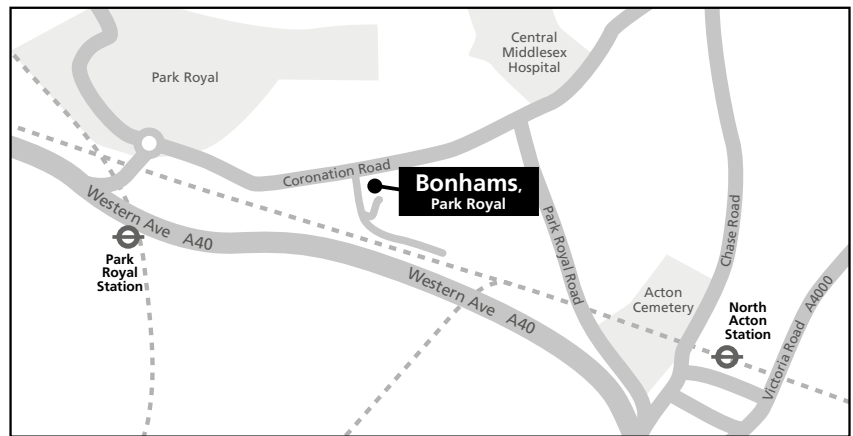 Central
Middlesex
Hospital
Park Royal
Coronation Road
Bonhams,
Park Royal
Western Ave A40
Park
Royal
Station
Park Royal Road
Chase Road
Western Ave A40
Acton
Cemetery
North
Acton
Station
Victoria Road A4000